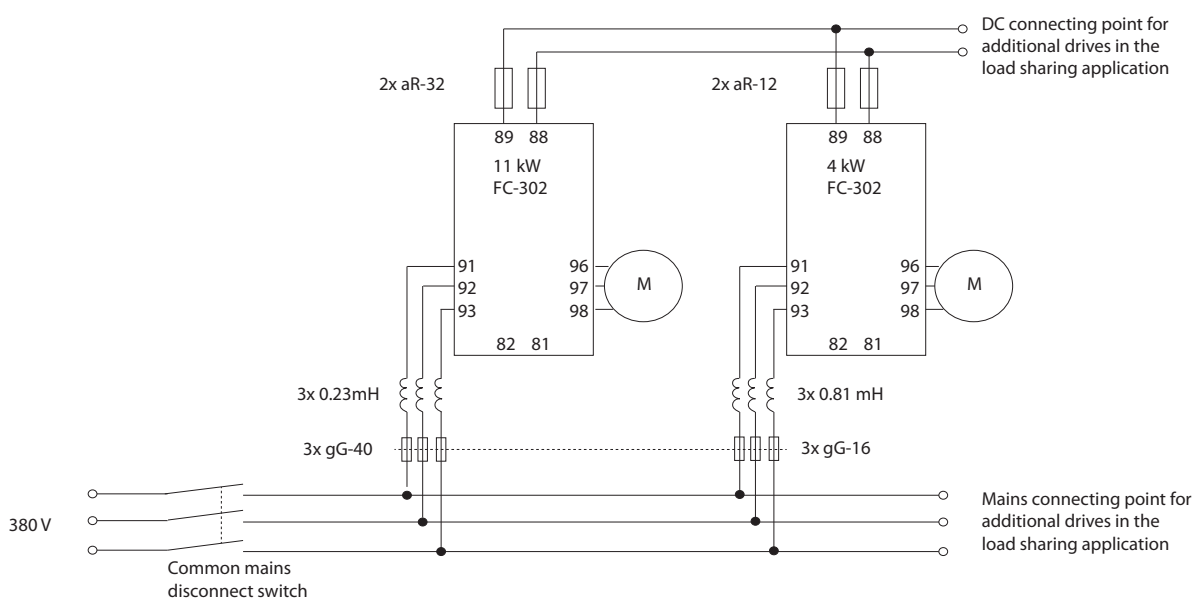 DC connecting point for
additional drives in the
load sharing application
2x aR-32
2x aR-12
89 88
11 kW
FC-302
89 88
4 kW
FC-302
91
92
93
96
97
98
M
82 81
91
92
93
96
97
98
M
82 81
3x 0.23mH
3x 0.81 mH
3x gG-40
3x gG-16
380 V
Mains connecting point for
additional drives in the
load sharing application
Common mains
disconnect switch